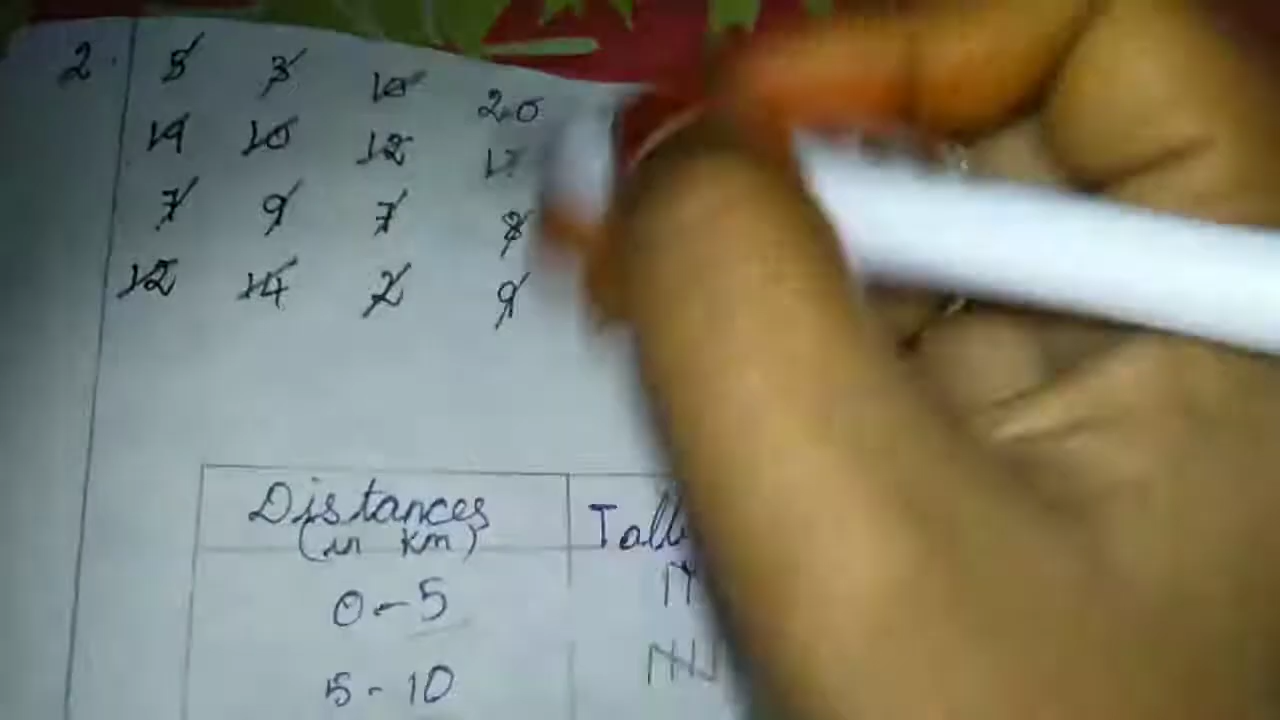 2. 5 3 10 20
19 10 12
7 9 7 8
12 14 2 9
Distances
(in km)
0-5
5-10